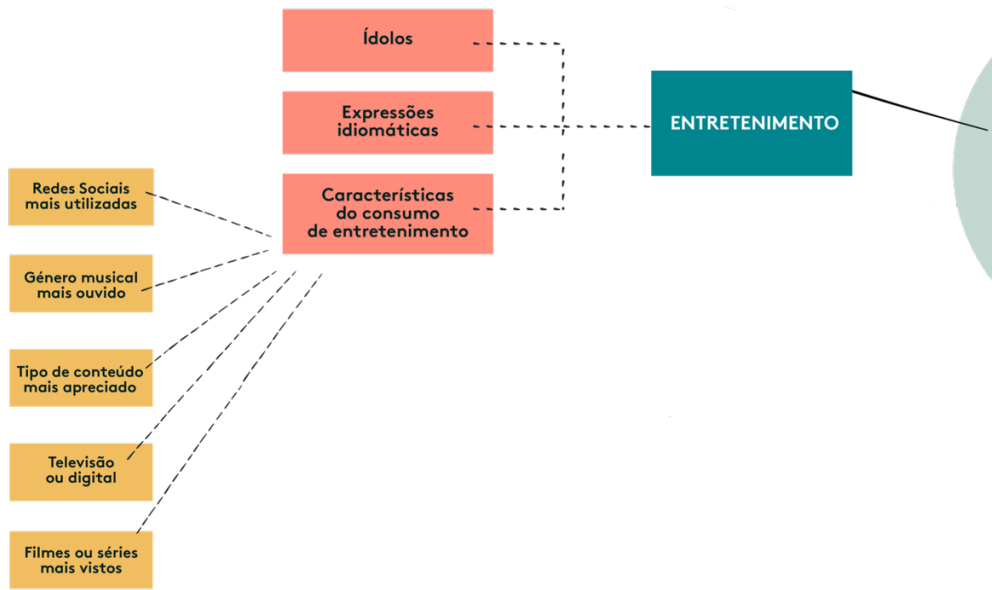 Ídolos
Expressões
idiomáticas
Características
do consumo
de entretenimento
ENTRETENIMENTO
Redes Sociais
mais utilizadas
Género musical
mais ouvido
Tipo de conteúdo
mais apreciado
Televisão
ou digital
Filmes ou séries
mais vistos